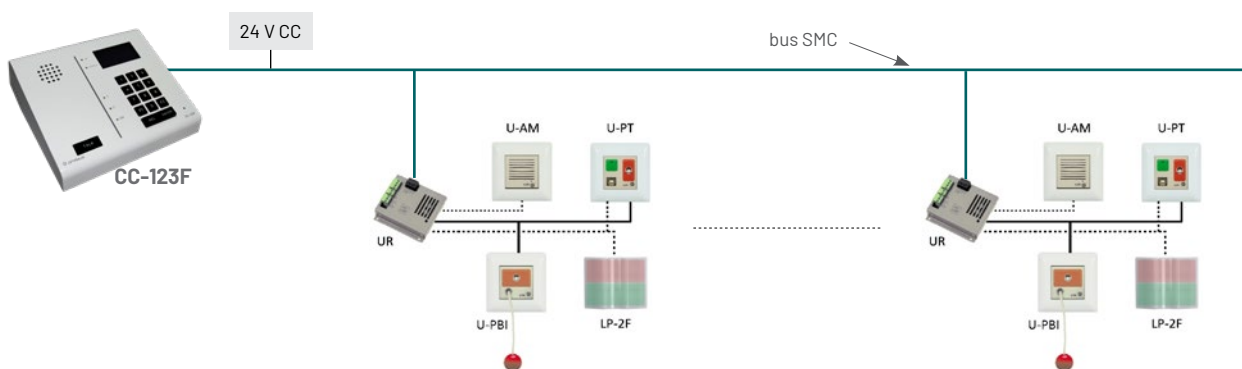 24 V CC
bus SMC
CC-123F
U-AM
U-PT
UR
U-PBI
LP-2F
U-AM
U-PT
UR
U-PBI
LP-2F